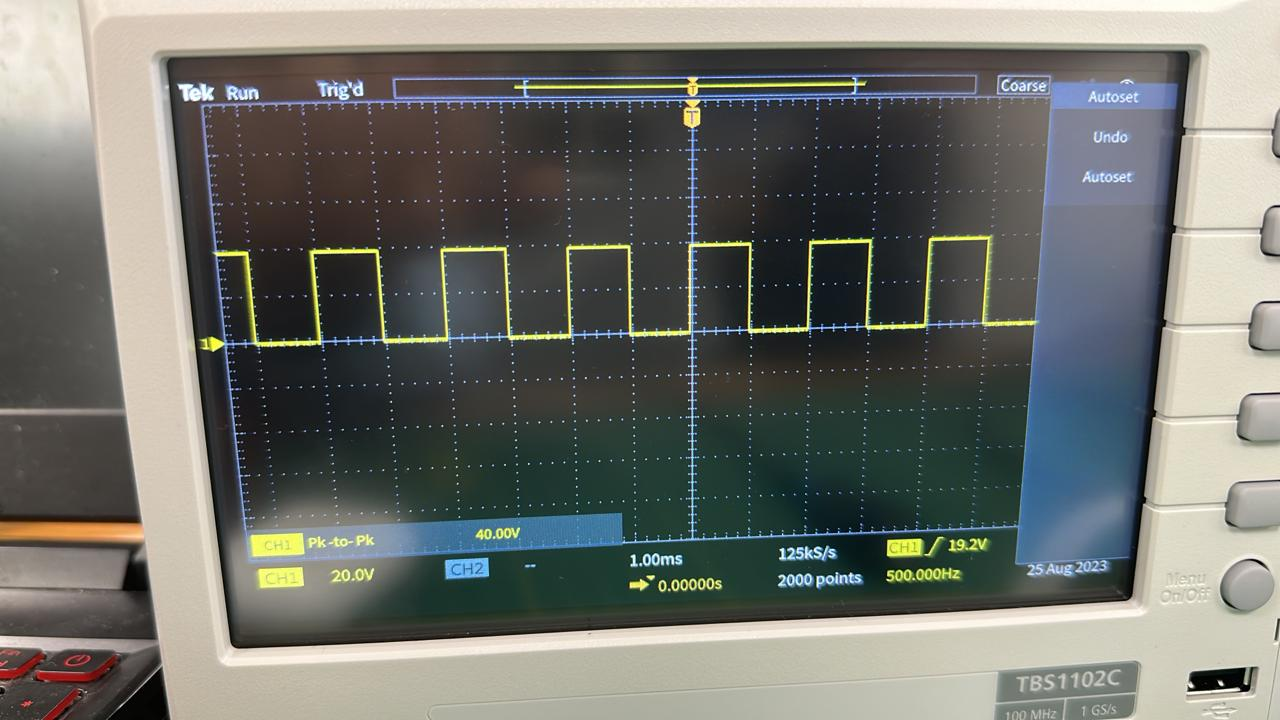 Tek Run Trig'd Coarse
T
T
Autoset
Undo
Autoset
1
CH1 Pk-to-Pk 40.00V
CH1 20.0V CH2 -- 1.00ms 125kS/s CH1 19.2V
0.00000s 2000 points 500.000Hz
25 Aug 2023
Menu
On/Off
TBS1102C
100 MHz 1 GS/s